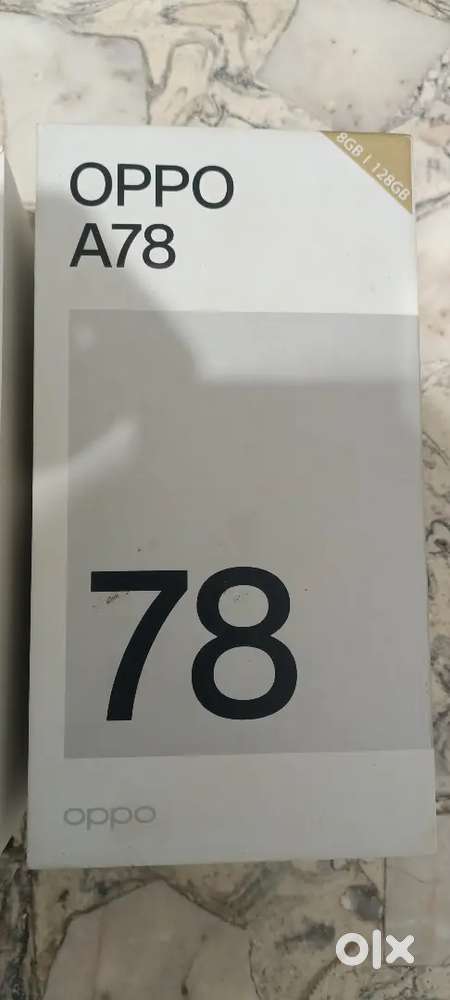 OPPO
A78
8GB | 128GB
78
oppo
olx